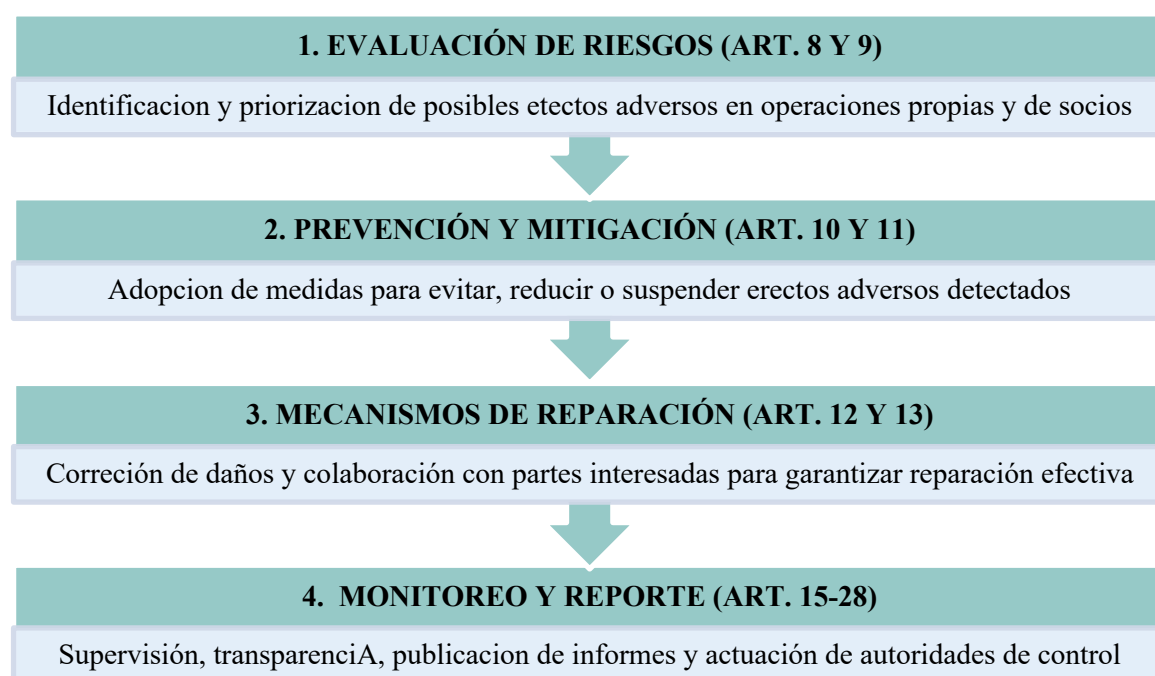 1. EVALUACIÓN DE RIESGOS (ART. 8 Y 9)
Identificacion y priorizacion de posibles etectos adversos en operaciones propias y de socios
2. PREVENCIÓN Y MITIGACIÓN (ART. 10 Y 11)
Adopcion de medidas para evitar, reducir o suspender erectos adversos detectados
3. MECANISMOS DE REPARACIÓN (ART. 12 Y 13)
Correción de daños y colaboración con partes interesadas para garantizar reparación efectiva
4. MONITOREO Y REPORTE (ART. 15-28)
Supervisión, transparenciA, publicacion de informes y actuación de autoridades de control